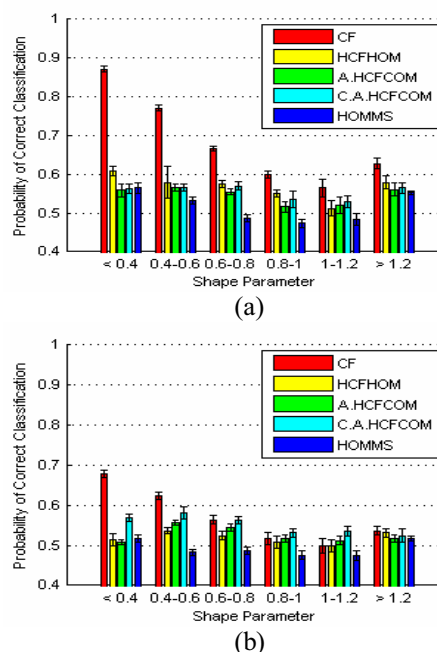 1
0.9
0.8
0.7
0.6
0.5
0.4
Probability of Correct Classification
CF
HCFHOM
A.HCFCOM
C.A.HCFCOM
HOMMS
< 0.4 0.4-0.6 0.6-0.8 0.8-1 1-1.2 > 1.2
Shape Parameter
(a)
1
0.9
0.8
0.7
0.6
0.5
0.4
Probability of Correct Classification
CF
HCFHOM
A.HCFCOM
C.A.HCFCOM
HOMMS
< 0.4 0.4-0.6 0.6-0.8 0.8-1 1-1.2 > 1.2
Shape Parameter
(b)